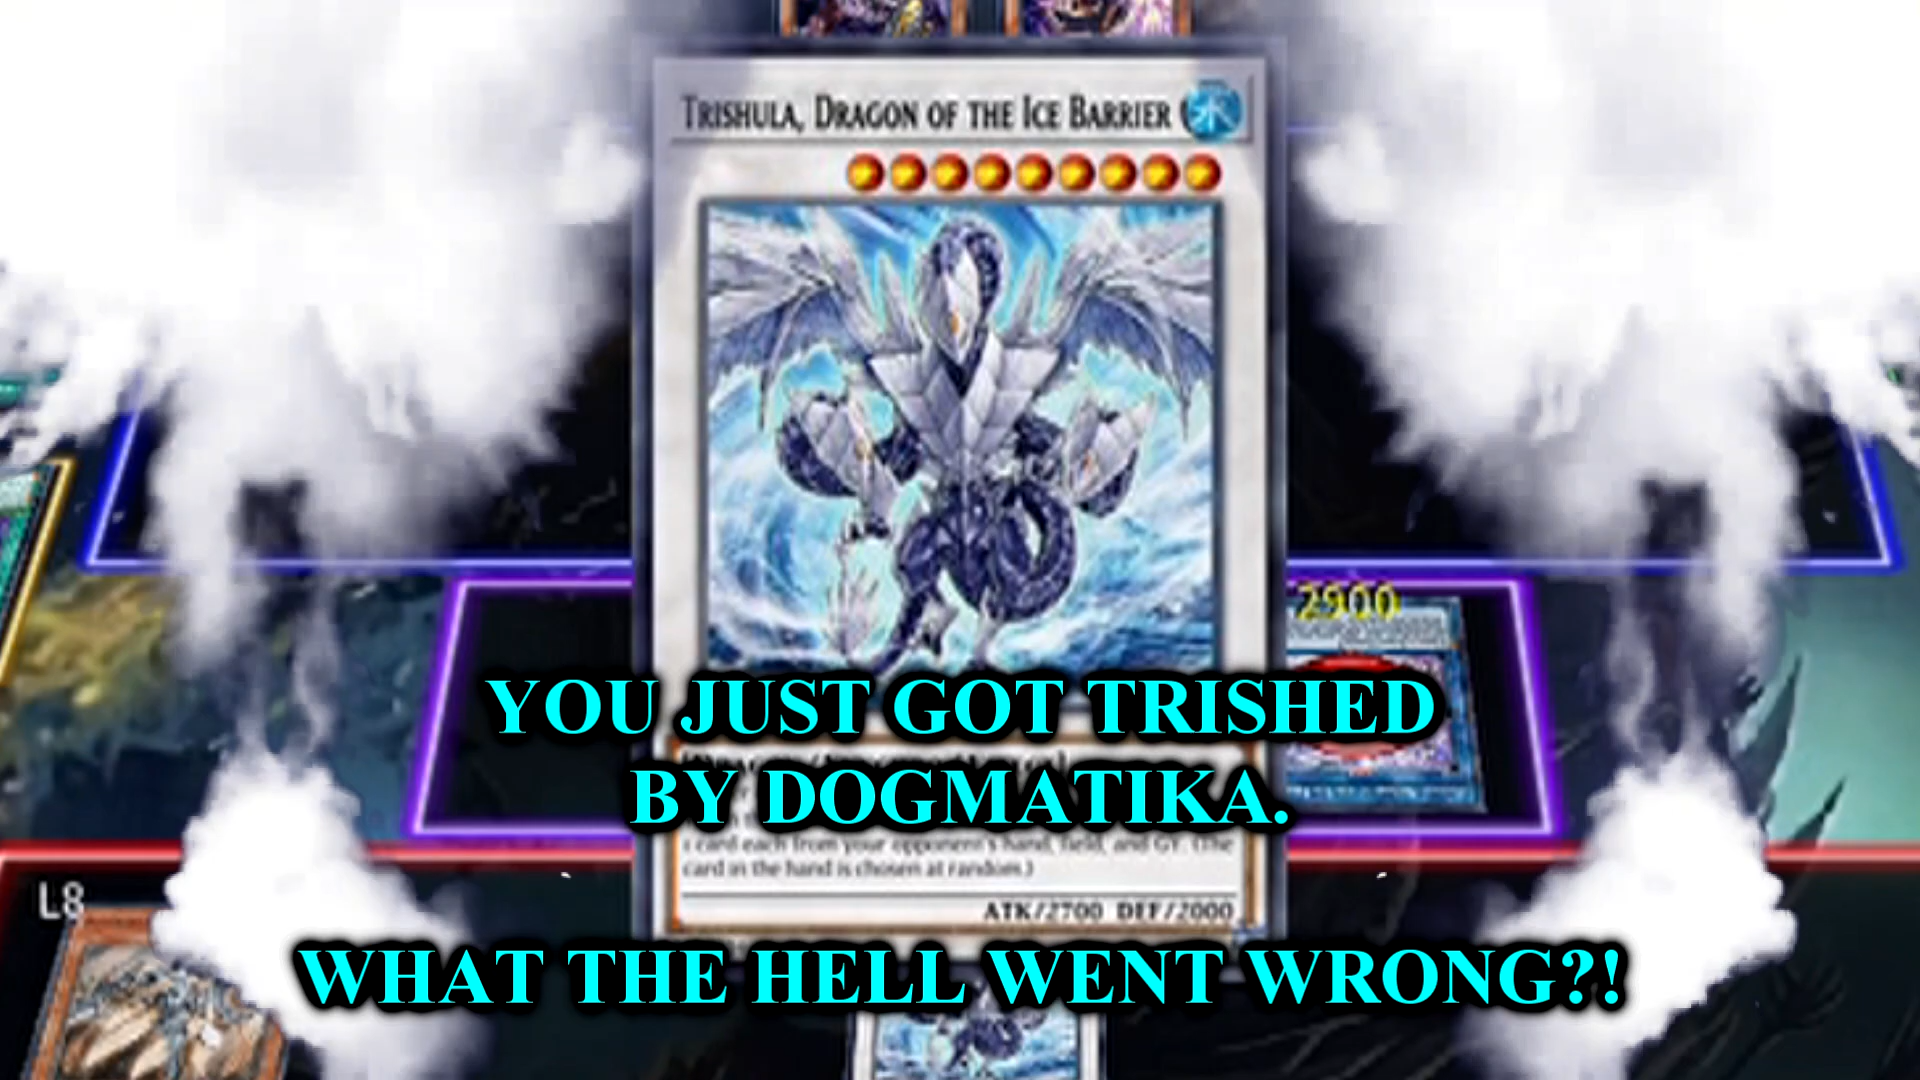 TRISHULA, DRAGON OF THE ICE BARRIER
2900
YOU JUST GOT TRISHED
BY DOGMATIKA.
1 card each from your opponent's hand, field, and GY. (The
card in the hand is chosen at random.)
ATK/2700 DEF/2000
L8
WHAT THE HELL WENT WRONG?!